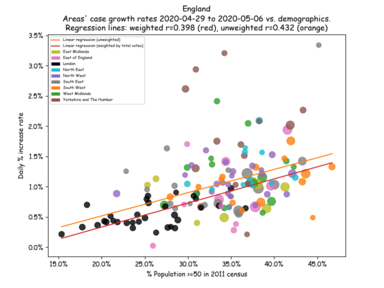 England
Areas' case growth rates 2020-04-29 to 2020-05-06 vs. demographics.
Regression lines: weighted r=0.398 (red), unweighted r=0.432 (orange)
3.5%
3.0%
2.5%
2.0%
1.5%
1.0%
0.5%
0.0%
Daily % increase rate
Linear regression (unweighted)
Linear regression (weighted by total votes)
East Midlands
East of England
London
North East
North West
South East
South West
West Midlands
Yorkshire and The Humber
15.0% 20.0% 25.0% 30.0% 35.0% 40.0% 45.0%
% Population >=50 in 2011 census